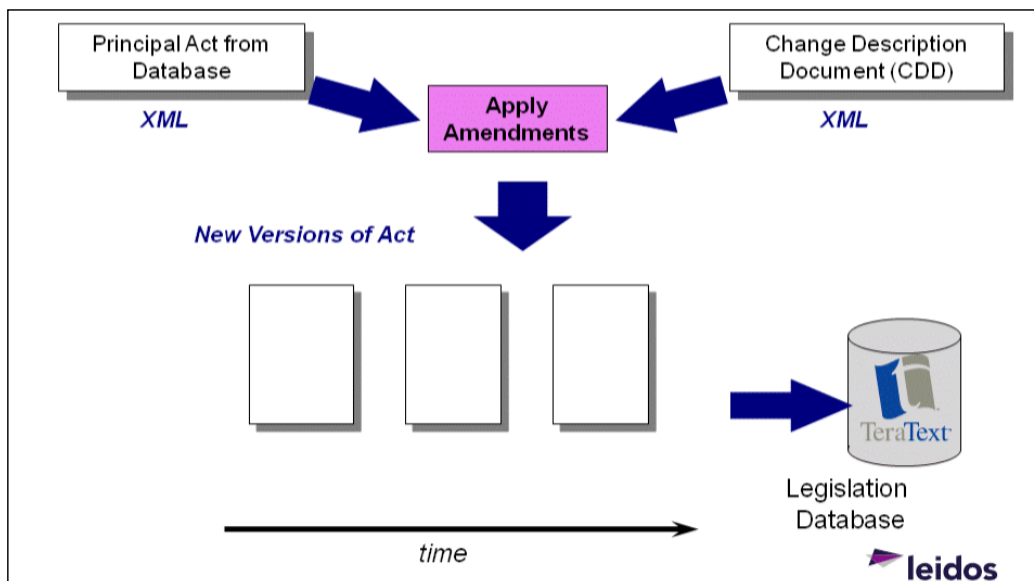 Principal Act from
Database
Change Description
Document (CDD)
XML
Apply
Amendments
XML
New Versions of Act
TeraText
Legislation
Database
time
leidos